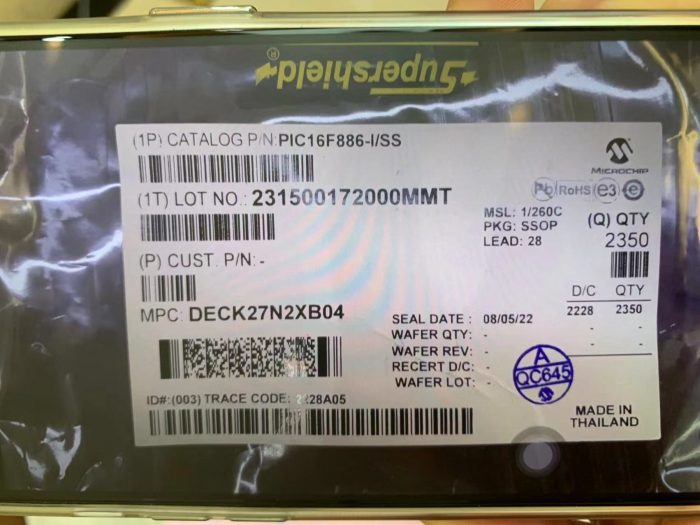 Supershield®
(1P) CATALOG P/N:PIC16F886-I/SS
MICROCHIP
Pb RoHS e3 e
(1T) LOT NO.: 231500172000MMT
MSL: 1/260C
PKG: SSOP
LEAD: 28
(Q) QTY
2350
(P) CUST. P/N: -
D/C QTY
2228 2350
- -
- -
MPC: DECK27N2XB04
SEAL DATE : 08/05/22
WAFER QTY: -
WAFER REV: -
RECERT D/C: -
WAFER LOT: -
A
QC645
ID#:(003) TRACE CODE: 2228A05
MADE IN
THAILAND